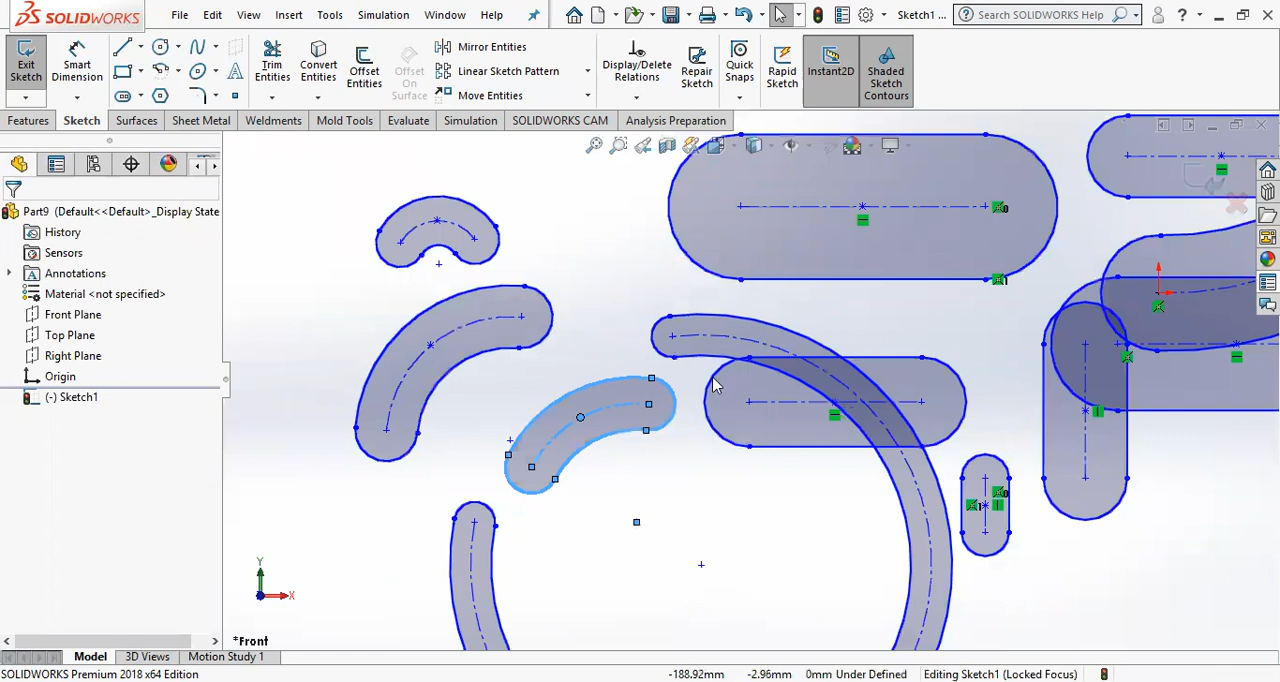 SOLIDWORKS
File Edit View Insert Tools Simulation Window Help
Sketch1 ...
Search SOLIDWORKS Help
?
Exit Sketch
Smart Dimension
Trim Entities
Convert Entities
Offset Entities
Offset On Surface
Mirror Entities
Linear Sketch Pattern
Move Entities
Display/Delete Relations
Repair Sketch
Quick Snaps
Rapid Sketch
Instant2D
Shaded Sketch Contours
Features Sketch Surfaces Sheet Metal Weldments Mold Tools Evaluate Simulation SOLIDWORKS CAM Analysis Preparation
Part9 (Default<<Default>_Display State
History
Sensors
Annotations
Material <not specified>
Front Plane
Top Plane
Right Plane
Origin
(-) Sketch1
Y
X
*Front
Model 3D Views Motion Study 1
SOLIDWORKS Premium 2018 x64 Edition
-188.92mm -2.96mm 0mm Under Defined Editing Sketch1 (Locked Focus)